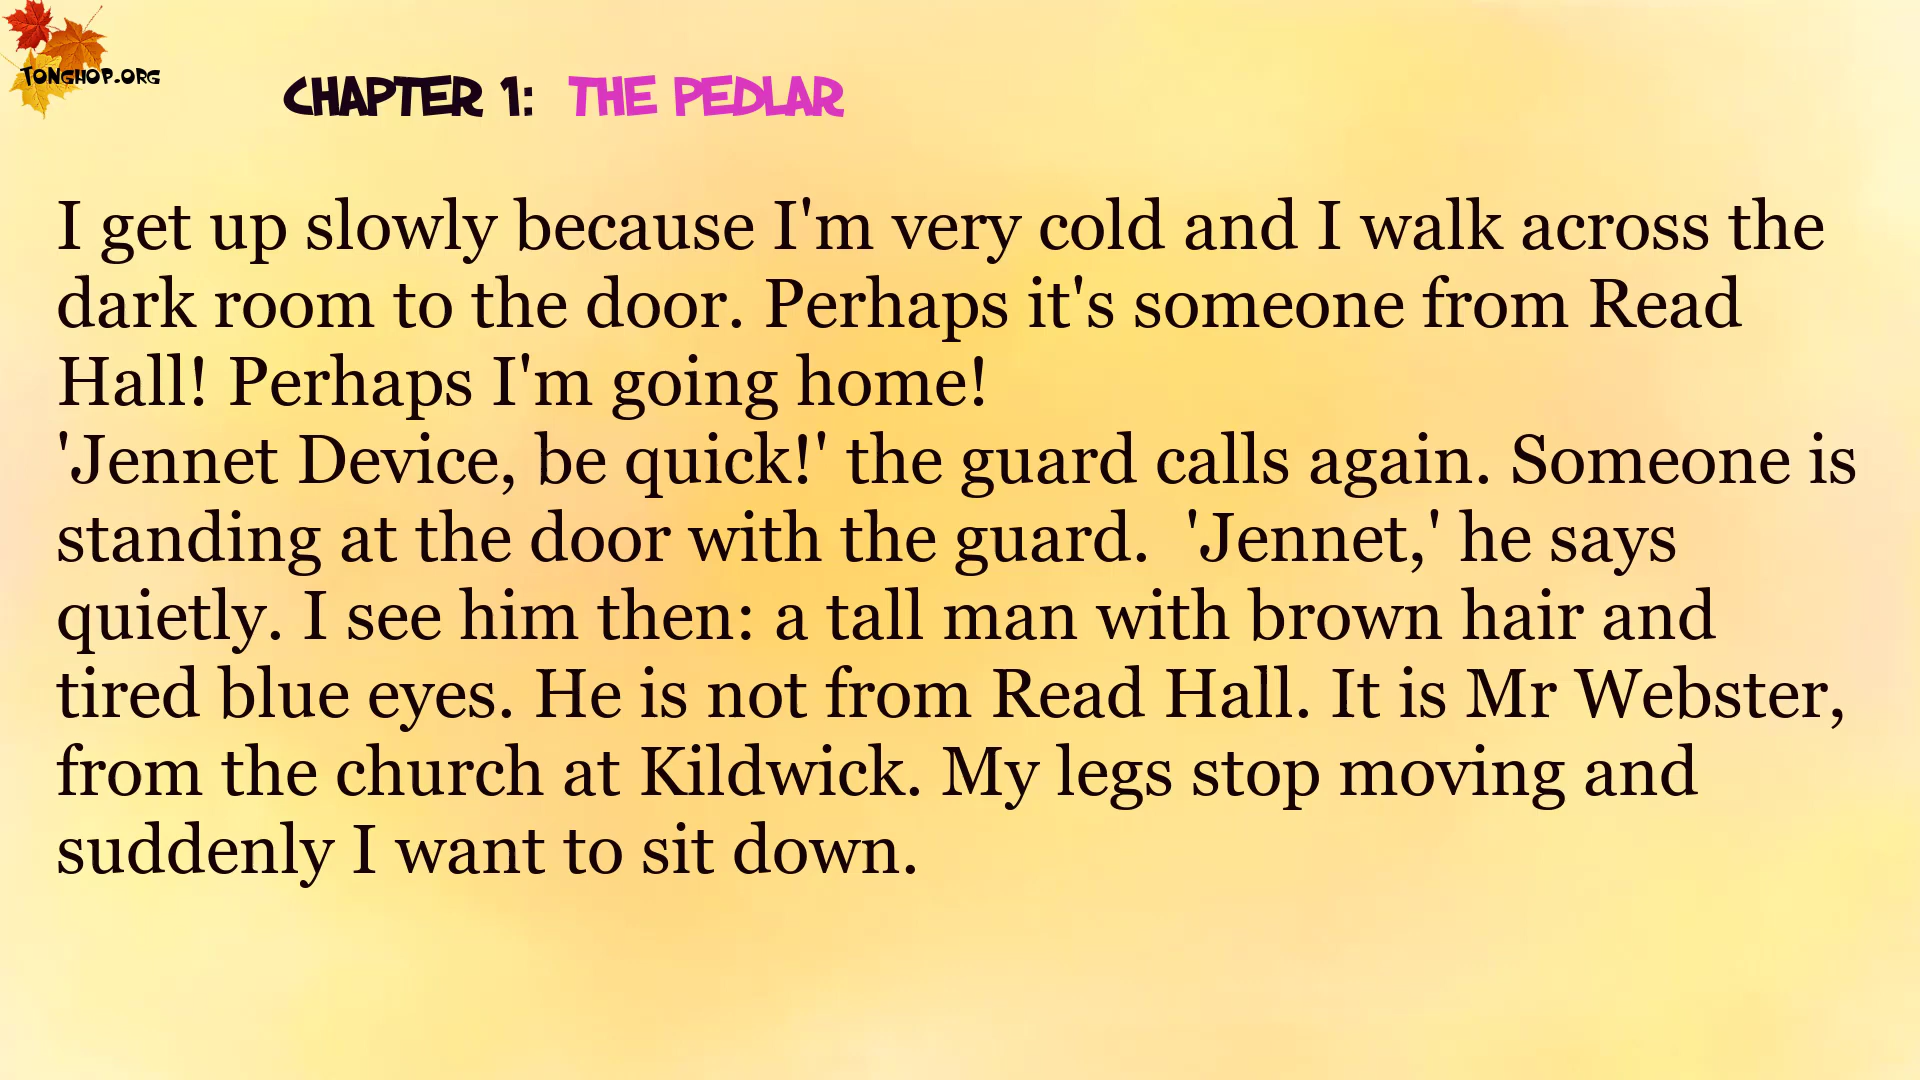 TONGHOP.ORG
CHAPTER 1: THE PEDLAR
I get up slowly because I'm very cold and I walk across the
dark room to the door. Perhaps it's someone from Read
Hall! Perhaps I'm going home!
'Jennet Device, be quick!' the guard calls again. Someone is
standing at the door with the guard.  'Jennet,' he says
quietly. I see him then: a tall man with brown hair and
tired blue eyes. He is not from Read Hall. It is Mr Webster,
from the church at Kildwick. My legs stop moving and
suddenly I want to sit down.